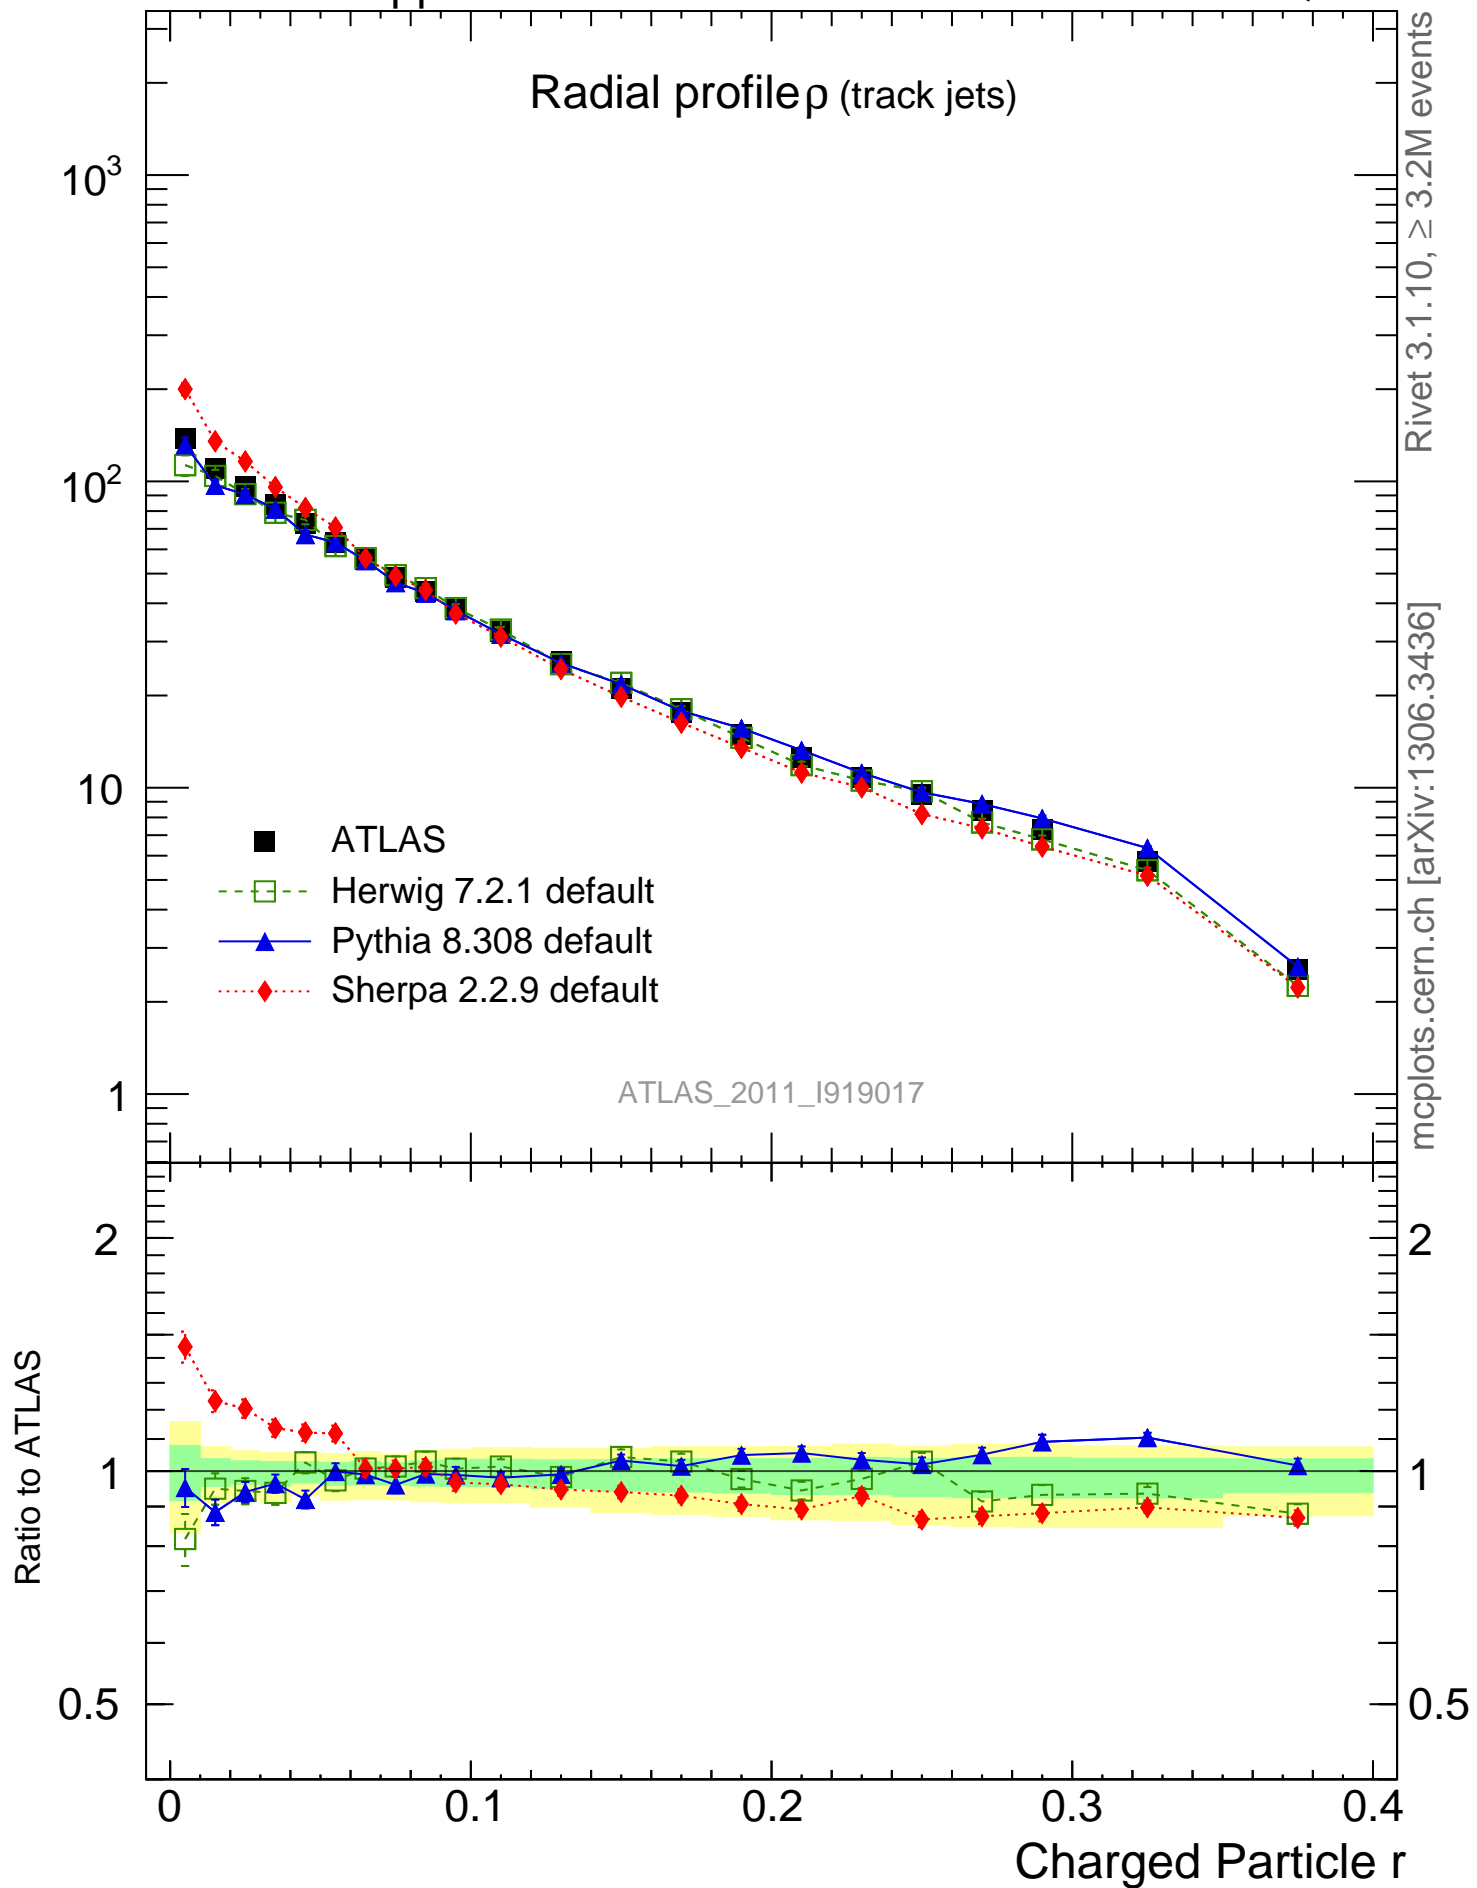 Radial profile ρ (track jets)
10³
10²
10
1
ATLAS
Herwig 7.2.1 default
Pythia 8.308 default
Sherpa 2.2.9 default
ATLAS_2011_I919017
Rivet 3.1.10, ≥ 3.2M events
mcplots.cern.ch [arXiv:1306.3436]
Ratio to ATLAS
2
1
0.5
2
1
0.5
0 0.1 0.2 0.3 0.4
Charged Particle r